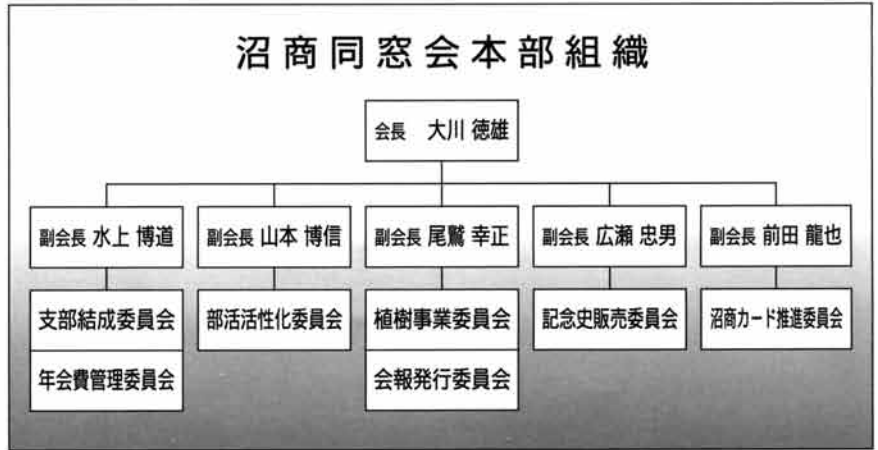 沼商同窓会本部組織
会長 大川 徳雄
副会長 水上 博道
副会長 山本 博信
副会長 尾鷲 幸正
副会長 広瀬 忠男
副会長 前田 龍也
支部結成委員会
部活活性化委員会
植樹事業委員会
記念史販売委員会
沼商カード推進委員会
年会費管理委員会
会報発行委員会